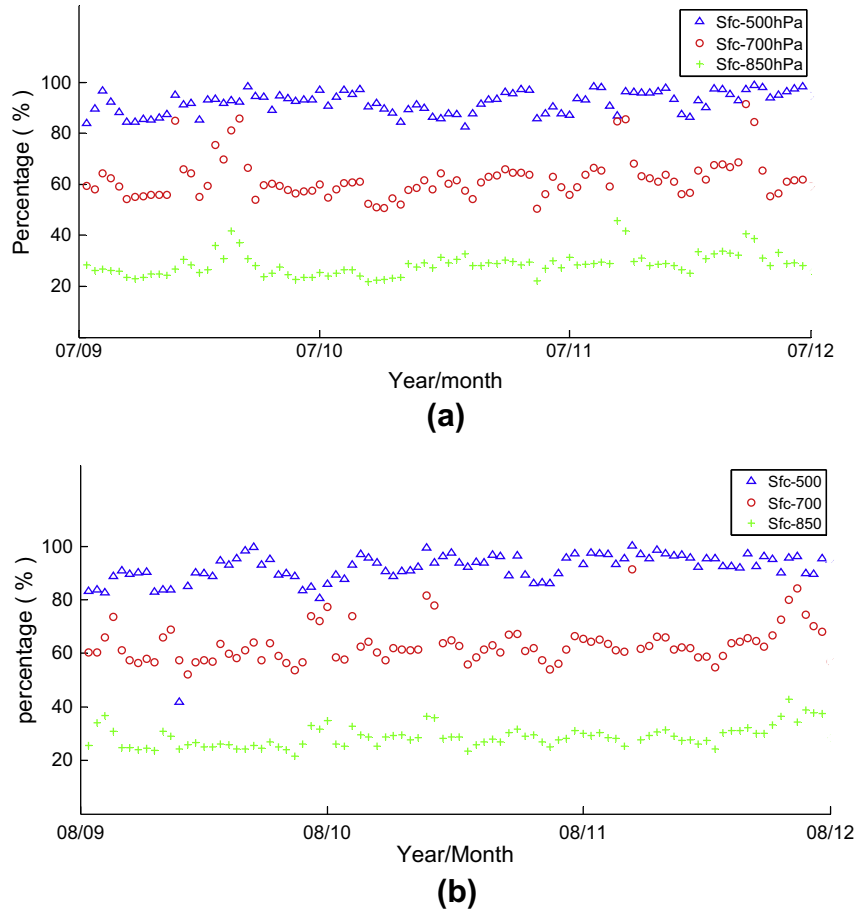 Sfc-500hPa
Sfc-700hPa
Sfc-850hPa
Percentage ( % )
100
80
60
40
20
07/09 07/10 07/11 07/12
Year/month
(a)
Sfc-500
Sfc-700
Sfc-850
percentage ( % )
100
80
60
40
20
08/09 08/10 08/11 08/12
Year/Month
(b)